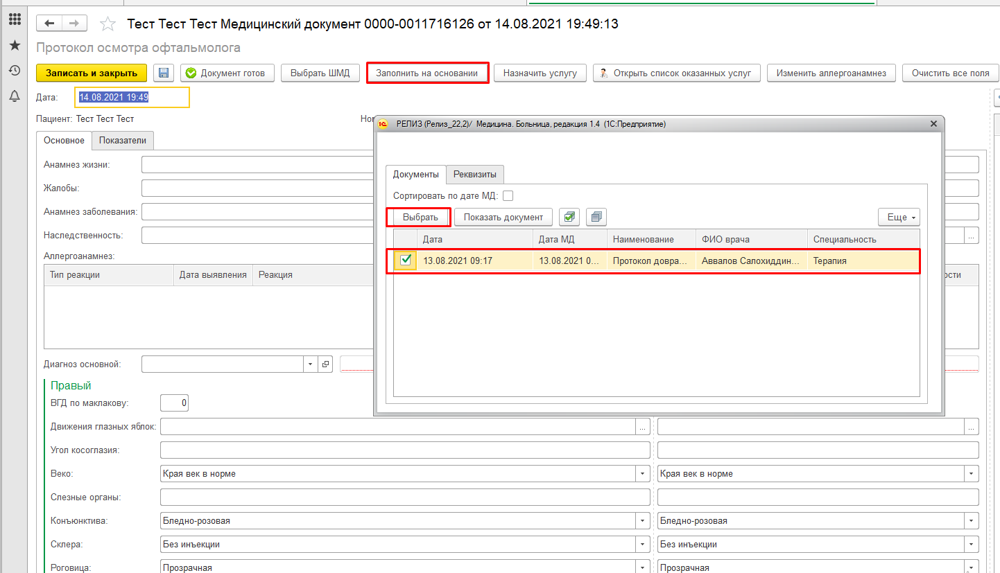 Тест Тест Тест Медицинский документ 0000-0011716126 от 14.08.2021 19:49:13
Протокол осмотра офтальмолога
Записать и закрыть Документ готов Выбрать ШМД Заполнить на основании Назначить услугу Открыть список оказанных услуг Изменить аллергоанамнез Очистить все поля
Дата: 14.08.2021 19:49
Пациент: Тест Тест Тест
Основное Показатели
Анамнез жизни:
Жалобы:
Анамнез заболевания:
Наследственность: ...
Аллергоанамнез:
Тип реакции Дата выявления Реакция
Диагноз основной:
Правый
ВГД по маклакову: 0
Движения глазных яблок: ... ...
Угол косоглазия:
Веко: Края век в норме Края век в норме
Слезные органы:
Конъюнктива: Бледно-розовая Бледно-розовая
Склера: Без инъекции Без инъекции
Роговица: Прозрачная Прозрачная
1С РЕЛИЗ (Релиз_22,2)/ Медицина. Больница, редакция 1.4 (1С:Предприятие)
Документы Реквизиты
Сортировать по дате МД:
Выбрать Показать документ Еще
Дата Дата МД Наименование ФИО врача Специальность
13.08.2021 09:17 13.08.2021 0... Протокол довра... Аввалов Салохиддин... Терапия